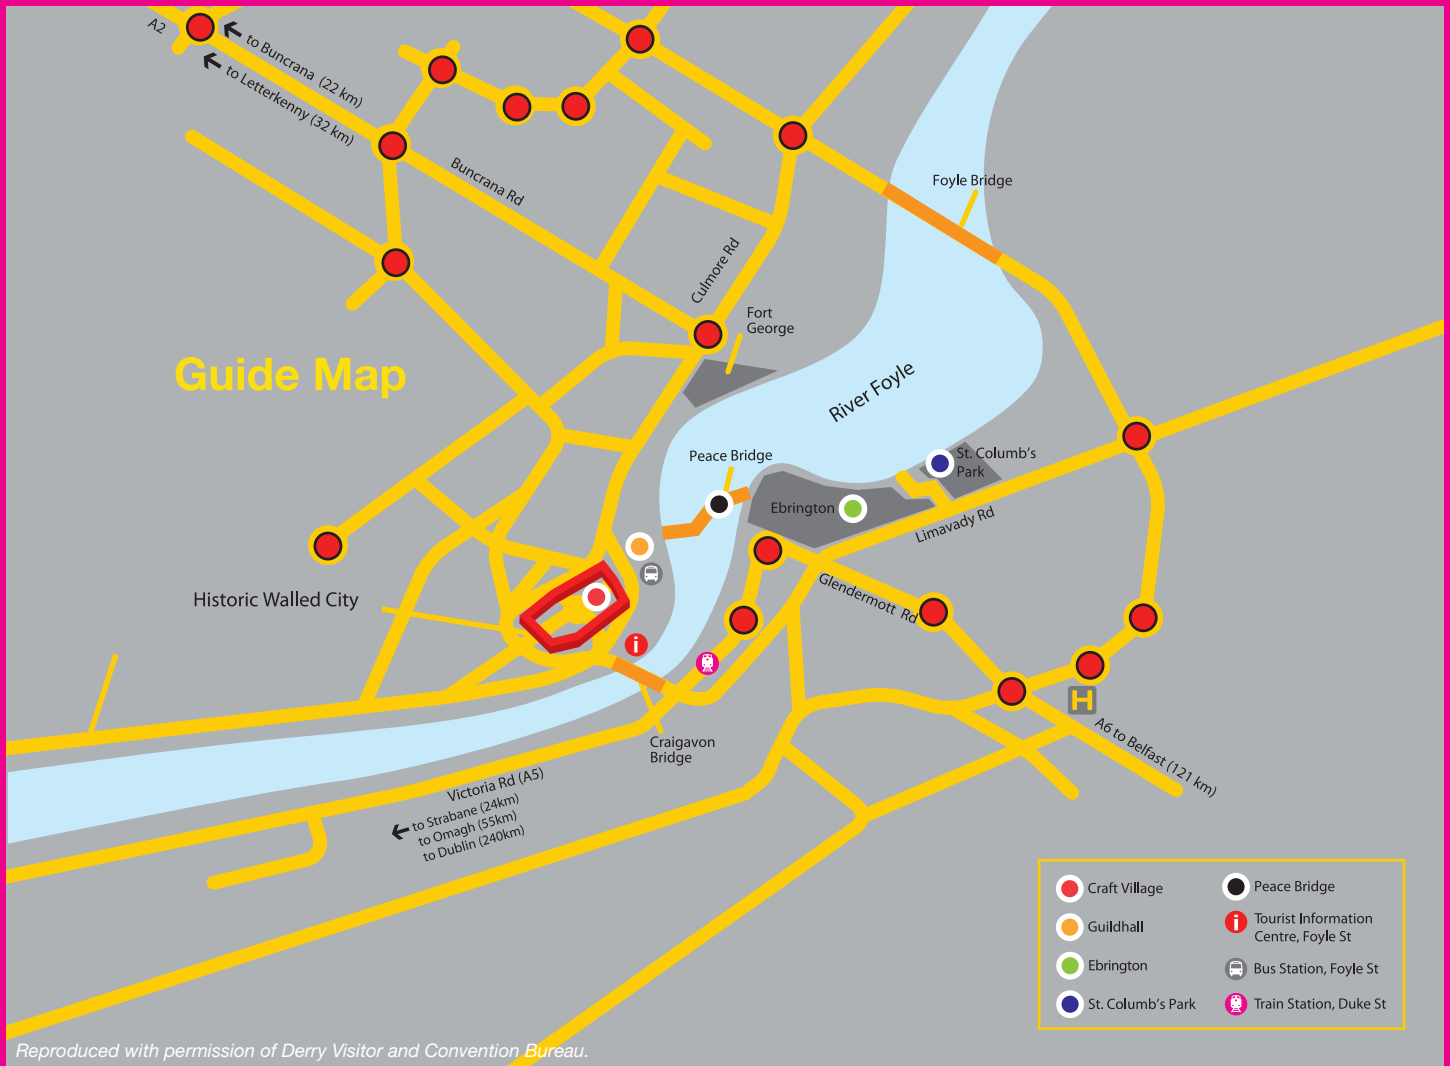 A2
to Buncrana (22 km)
to Letterkenny (32 km)
Buncrana Rd
Foyle Bridge
Culmore Rd
Fort
George
Guide Map
River Foyle
Peace Bridge
St. Columb's
Park
Ebrington
Limavady Rd
Glendermott Rd
Historic Walled City
i
H
A6 to Belfast (121 km)
Craigavon
Bridge
Victoria Rd (A5)
to Strabane (24km)
to Omagh (55km)
to Dublin (240km)
Craft Village
Guildhall
Ebrington
St. Columb's Park
Peace Bridge
i
Tourist Information
Centre, Foyle St
Bus Station, Foyle St
Train Station, Duke St
Reproduced with permission of Derry Visitor and Convention Bureau.